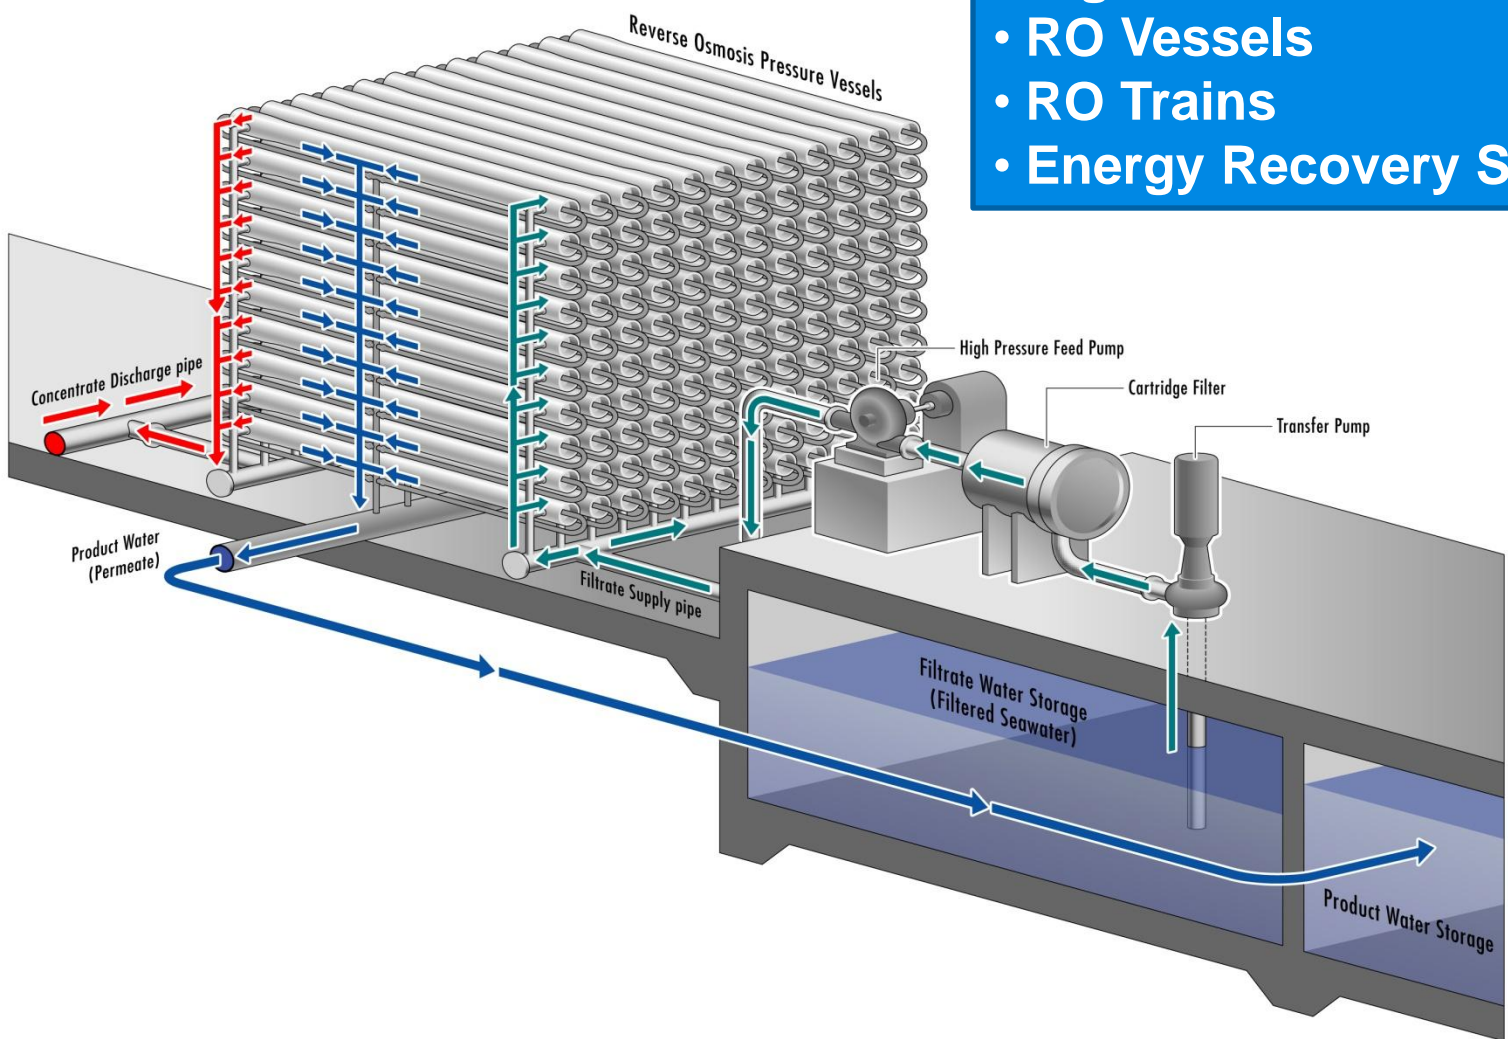 • RO Vessels
• RO Trains
• Energy Recovery S
Reverse Osmosis Pressure Vessels
High Pressure Feed Pump
Cartridge Filter
Transfer Pump
Concentrate Discharge pipe
Product Water
(Permeate)
Filtrate Supply pipe
Filtrate Water Storage
(Filtered Seawater)
Product Water Storage